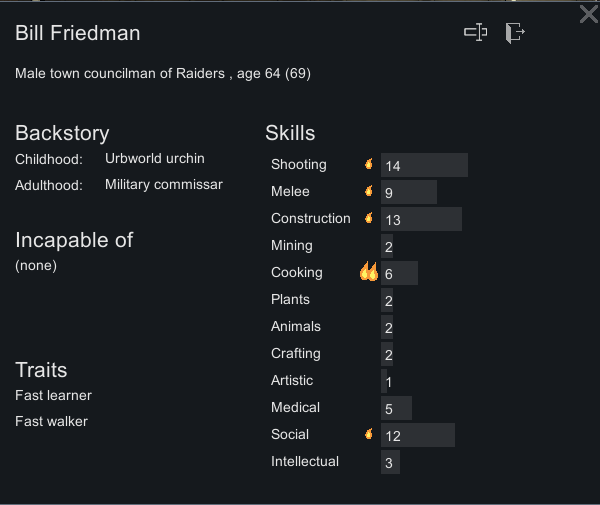 Bill Friedman
Male town councilman of Raiders , age 64 (69)
Backstory
Childhood: Urbworld urchin
Adulthood: Military commissar
Incapable of
(none)
Traits
Fast learner
Fast walker
Skills
Shooting 14
Melee 9
Construction 13
Mining 2
Cooking 6
Plants 2
Animals 2
Crafting 2
Artistic 1
Medical 5
Social 12
Intellectual 3